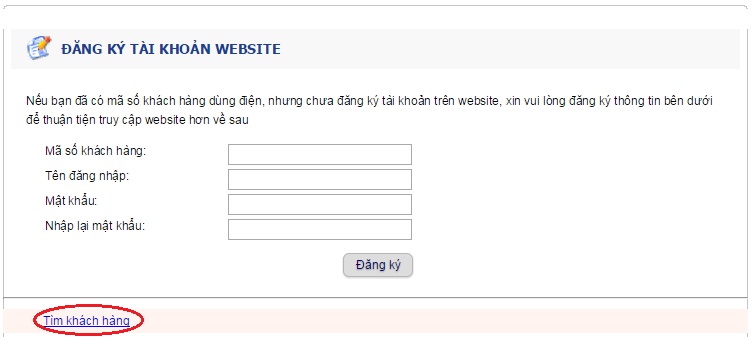 ĐĂNG KÝ TÀI KHOẢN WEBSITE
Nếu bạn đã có mã số khách hàng dùng điện, nhưng chưa đăng ký tài khoản trên website, xin vui lòng đăng ký thông tin bên dưới
để thuận tiện truy cập website hơn về sau
Mã số khách hàng:
Tên đăng nhập:
Mật khẩu:
Nhập lại mật khẩu:
Đăng ký
Tìm khách hàng